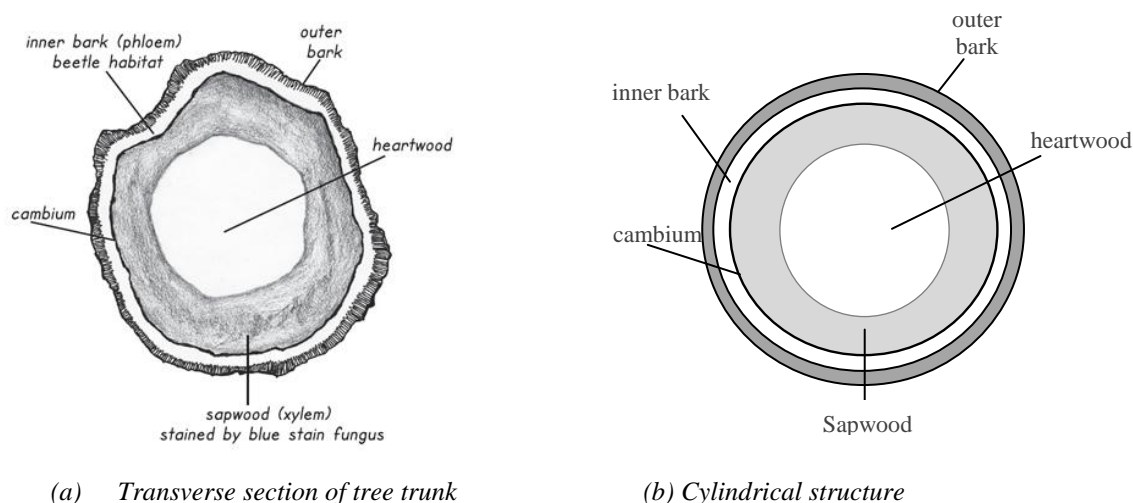 inner bark (phloem)
beetle habitat
outer
bark
heartwood
cambium
sapwood (xylem)
stained by blue stain fungus
outer
bark
inner bark
heartwood
cambium
Sapwood
(a) Transverse section of tree trunk
(b) Cylindrical structure